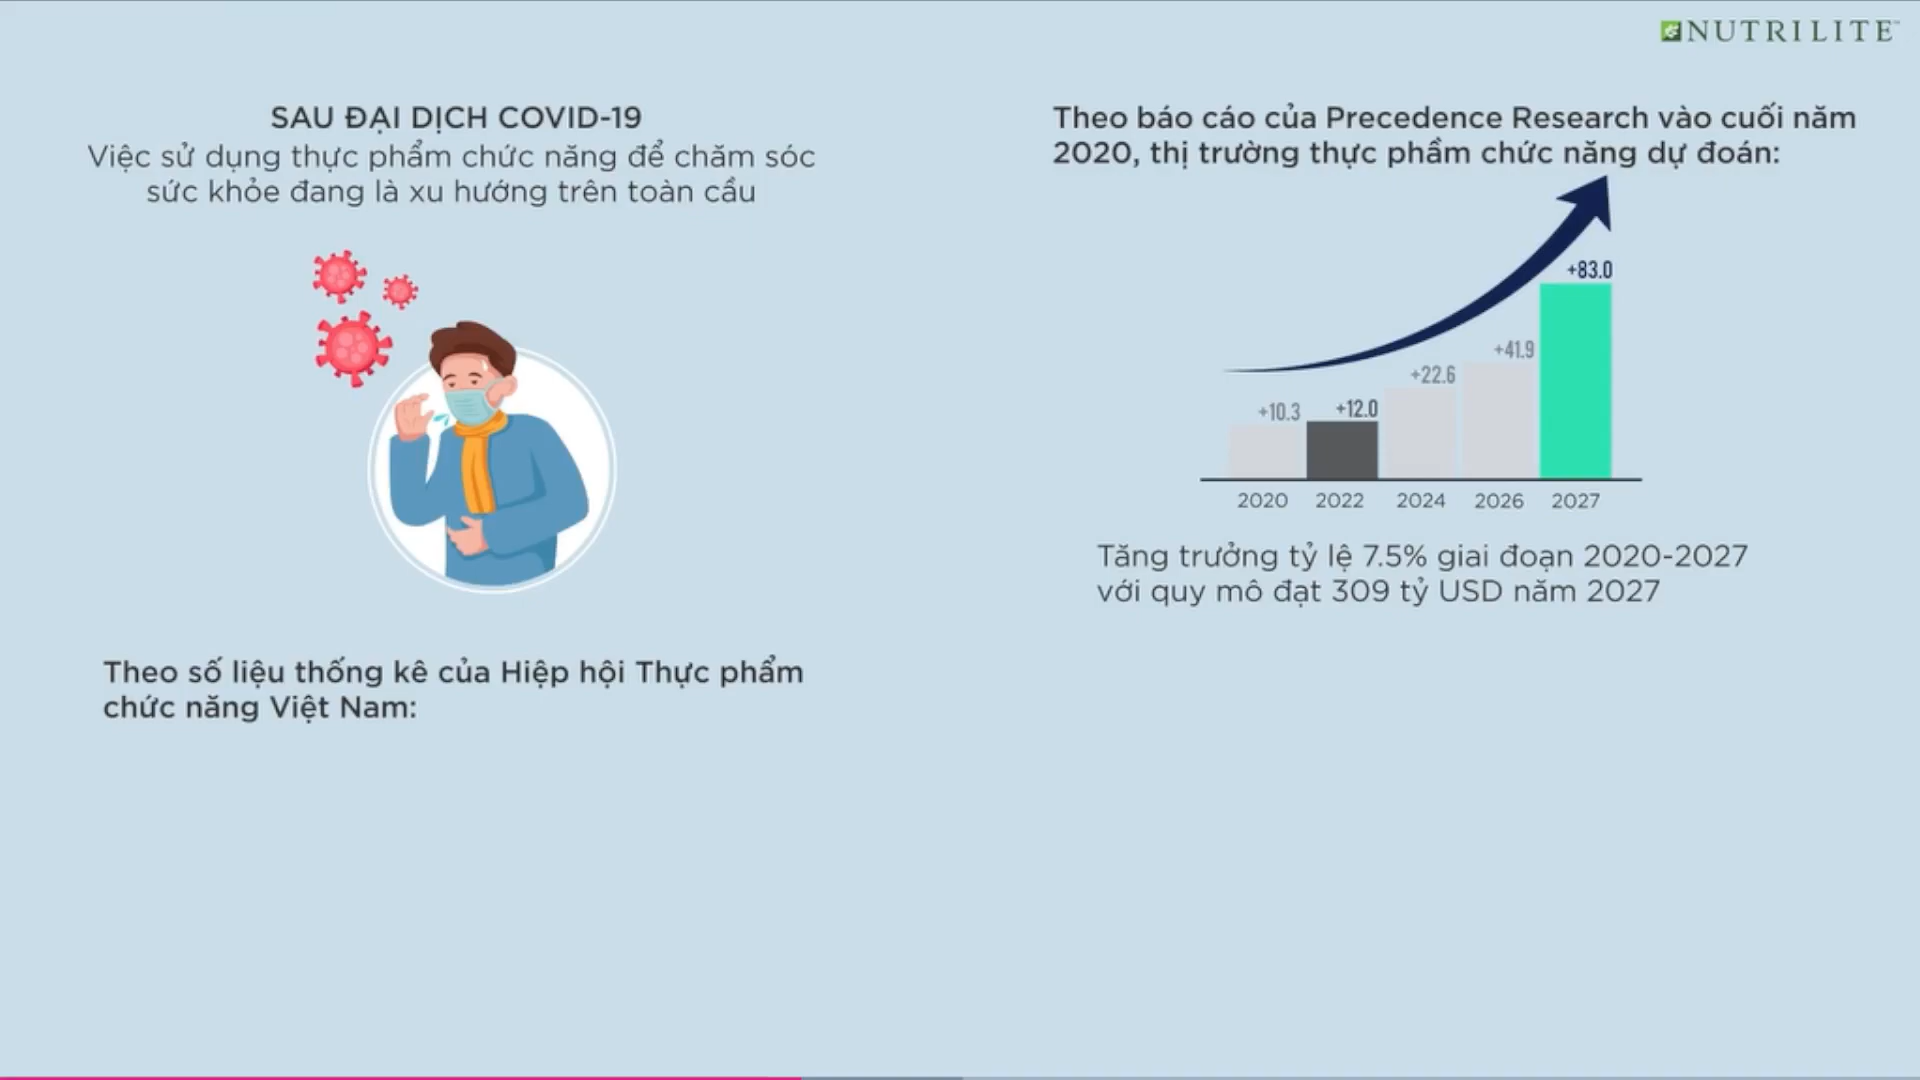 NUTRILITE™
SAU ĐẠI DỊCH COVID-19
Việc sử dụng thực phẩm chức năng để chăm sóc
sức khỏe đang là xu hướng trên toàn cầu
Theo báo cáo của Precedence Research vào cuối năm
2020, thị trường thực phẩm chức năng dự đoán:
+83.0
+41.9
+22.6
+12.0
+10.3
2020 2022 2024 2026 2027
Tăng trưởng tỷ lệ 7.5% giai đoạn 2020-2027
với quy mô đạt 309 tỷ USD năm 2027
Theo số liệu thống kê của Hiệp hội Thực phẩm
chức năng Việt Nam: